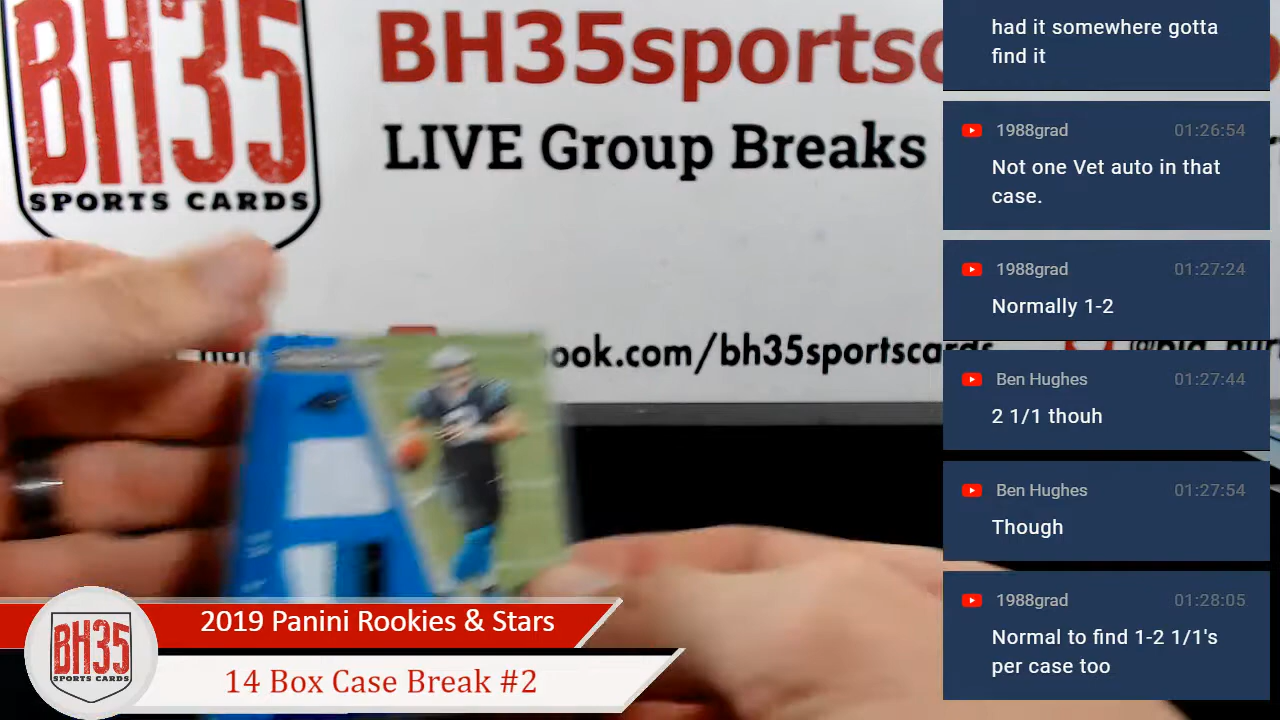 BH35
SPORTS CARDS
BH35sportsc
LIVE Group Breaks
ook.com/bh35sportscards
had it somewhere gotta
find it
1988grad 01:26:54
Not one Vet auto in that
case.
1988grad 01:27:24
Normally 1-2
Ben Hughes 01:27:44
2 1/1 thouh
Ben Hughes 01:27:54
Though
1988grad 01:28:05
Normal to find 1-2 1/1's
per case too
BH35
SPORTS CARDS
2019 Panini Rookies & Stars
14 Box Case Break #2